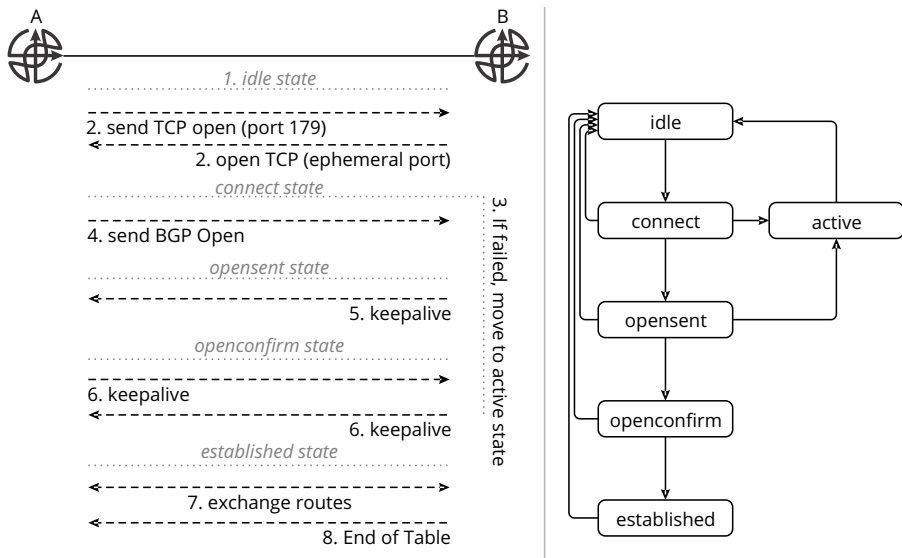 A
B
1. idle state
2. send TCP open (port 179)
2. open TCP (ephemeral port)
connect state
3. If failed, move to active state
4. send BGP Open
opensent state
5. keepalive
openconfirm state
6. keepalive
6. keepalive
established state
7. exchange routes
8. End of Table
idle
connect
active
opensent
openconfirm
established